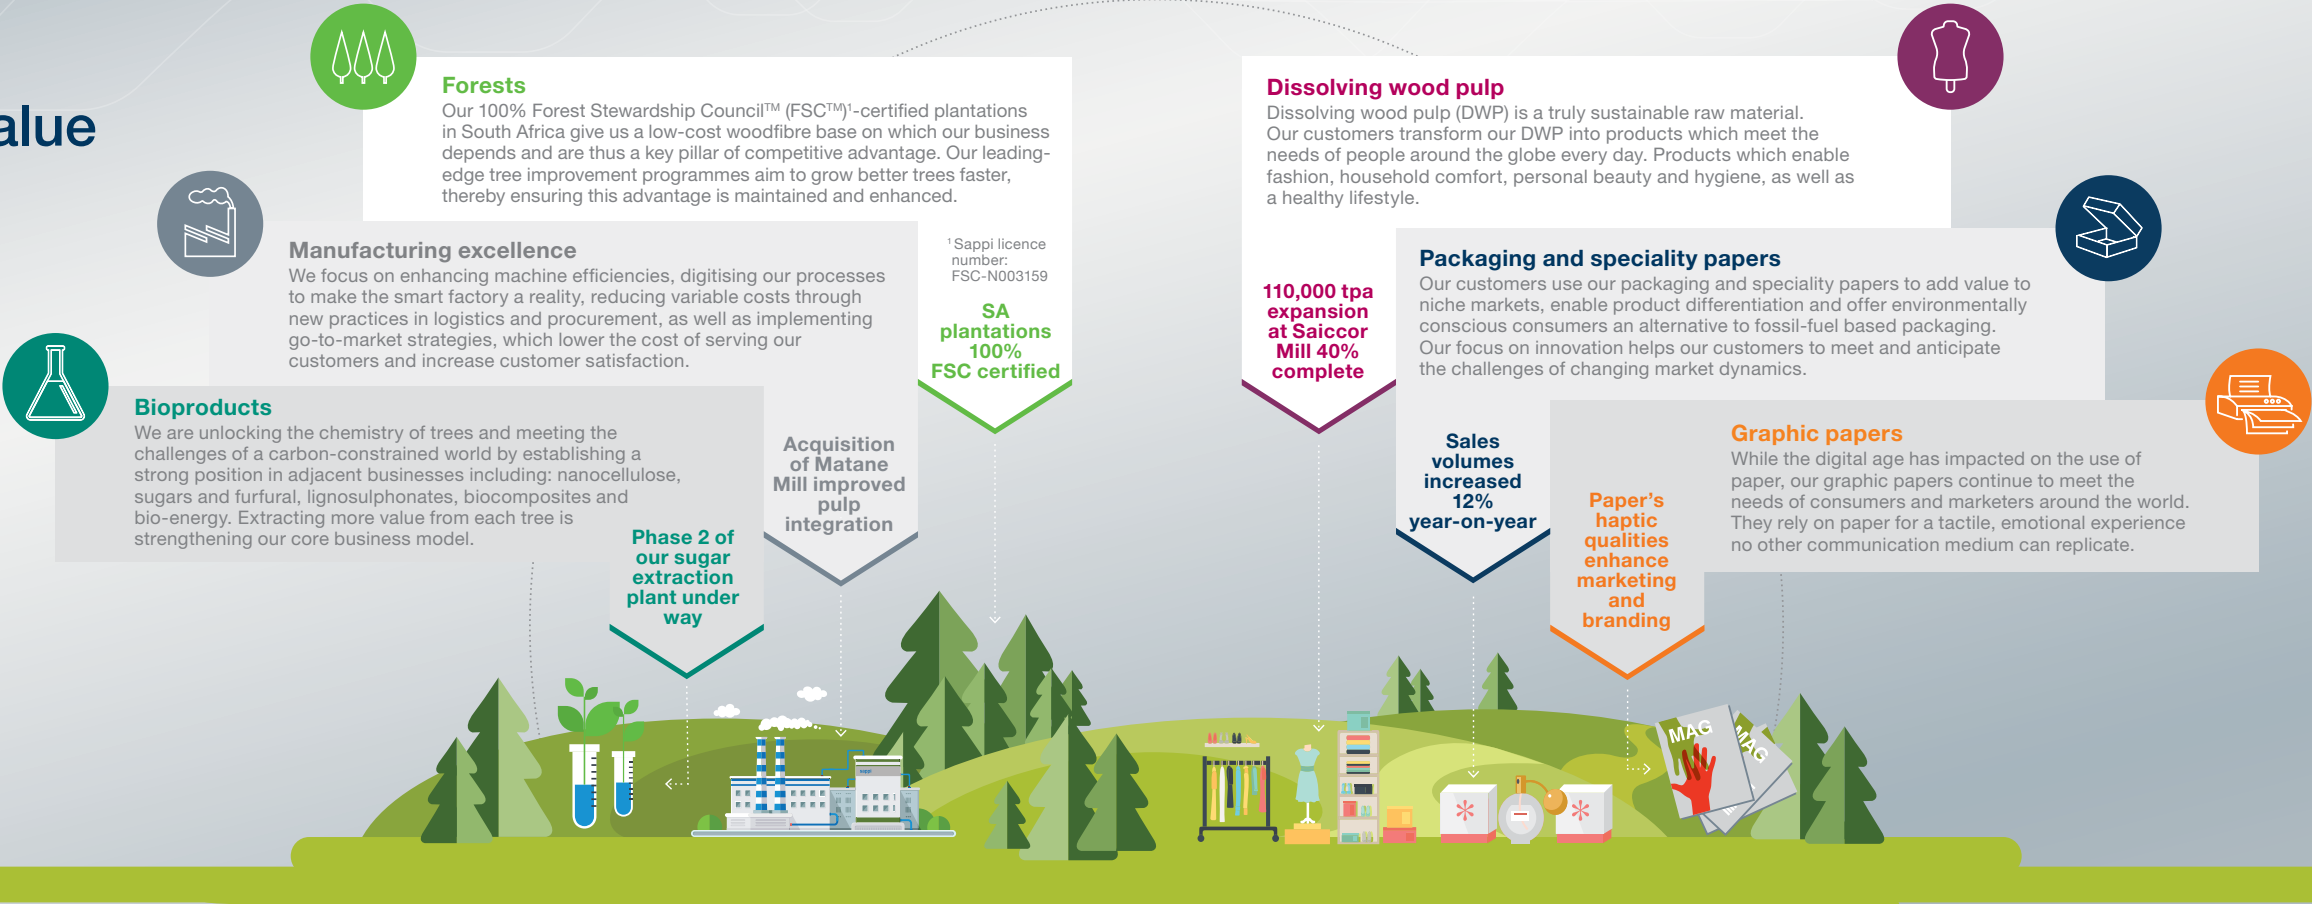 alue
Forests
Our 100% Forest Stewardship Council™ (FSC™)¹-certified plantations
in South Africa give us a low-cost woodfibre base on which our business
depends and are thus a key pillar of competitive advantage. Our leading-
edge tree improvement programmes aim to grow better trees faster,
thereby ensuring this advantage is maintained and enhanced.
¹ Sappi licence
number:
FSC-N003159
SA
plantations
100%
FSC certified
Manufacturing excellence
We focus on enhancing machine efficiencies, digitising our processes
to make the smart factory a reality, reducing variable costs through
new practices in logistics and procurement, as well as implementing
go-to-market strategies, which lower the cost of serving our
customers and increase customer satisfaction.
Acquisition
of Matane
Mill improved
pulp
integration
Bioproducts
We are unlocking the chemistry of trees and meeting the
challenges of a carbon-constrained world by establishing a
strong position in adjacent businesses including: nanocellulose,
sugars and furfural, lignosulphonates, biocomposites and
bio-energy. Extracting more value from each tree is
strengthening our core business model.
Phase 2 of
our sugar
extraction
plant under
way
Dissolving wood pulp
Dissolving wood pulp (DWP) is a truly sustainable raw material.
Our customers transform our DWP into products which meet the
needs of people around the globe every day. Products which enable
fashion, household comfort, personal beauty and hygiene, as well as
a healthy lifestyle.
110,000 tpa
expansion
at Saiccor
Mill 40%
complete
Packaging and speciality papers
Our customers use our packaging and speciality papers to add value to
niche markets, enable product differentiation and offer environmentally
conscious consumers an alternative to fossil-fuel based packaging.
Our focus on innovation helps our customers to meet and anticipate
the challenges of changing market dynamics.
Sales
volumes
increased
12%
year-on-year
Graphic papers
While the digital age has impacted on the use of
paper, our graphic papers continue to meet the
needs of consumers and marketers around the world.
They rely on paper for a tactile, emotional experience
no other communication medium can replicate.
Paper's
haptic
qualities
enhance
marketing
and
branding
MAG
MAG